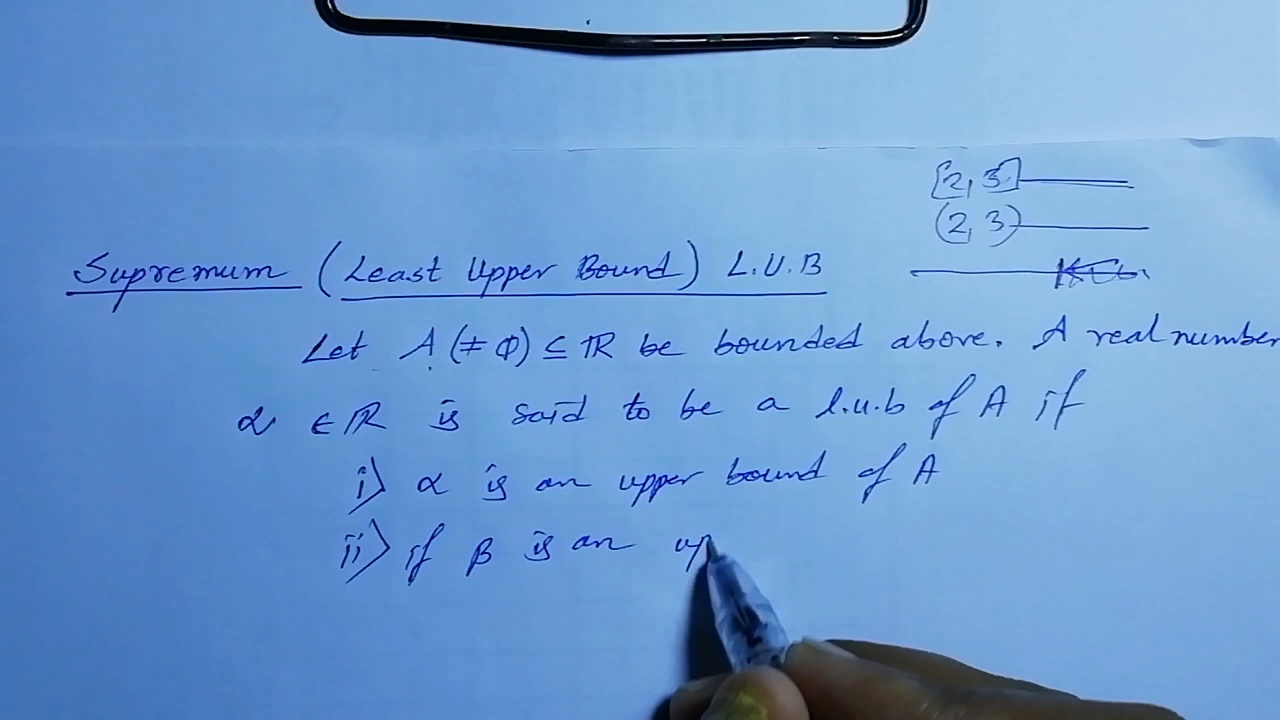 [2, 3]
(2, 3)
Supremum (Least Upper Bound) L.U.B
Let A (≠ Φ) ⊆ ℝ be bounded above. A real number
α ∈ ℝ is said to be a l.u.b of A if
i) α is an upper bound of A
ii) if β is an up